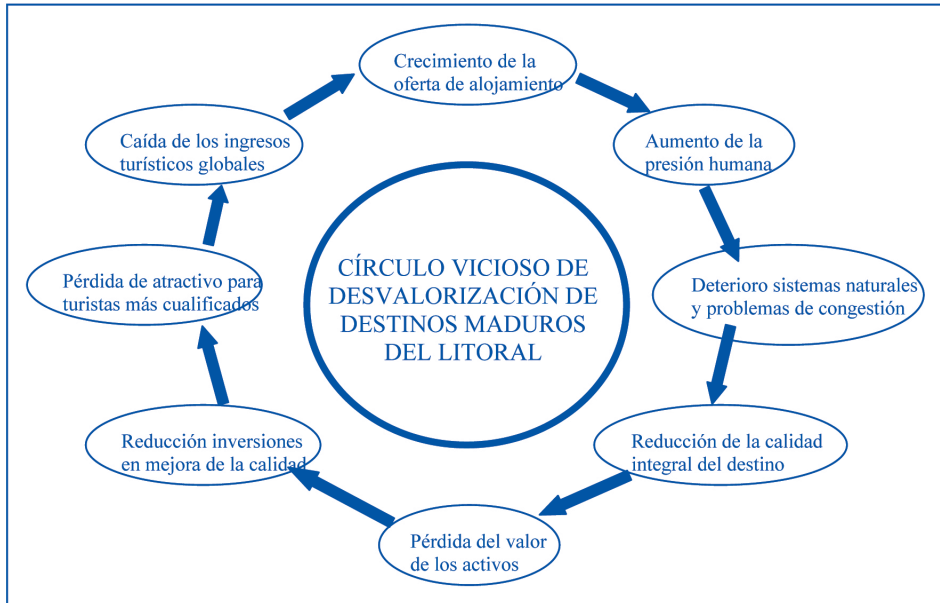 Crecimiento de la
oferta de alojamiento
Aumento de la
presión humana
Deterioro sistemas naturales
y problemas de congestión
Reducción de la calidad
integral del destino
Pérdida del valor
de los activos
Reducción inversiones
en mejora de la calidad
Pérdida de atractivo para
turistas más cualificados
Caída de los ingresos
turísticos globales
CÍRCULO VICIOSO DE
DESVALORIZACIÓN DE
DESTINOS MADUROS
DEL LITORAL